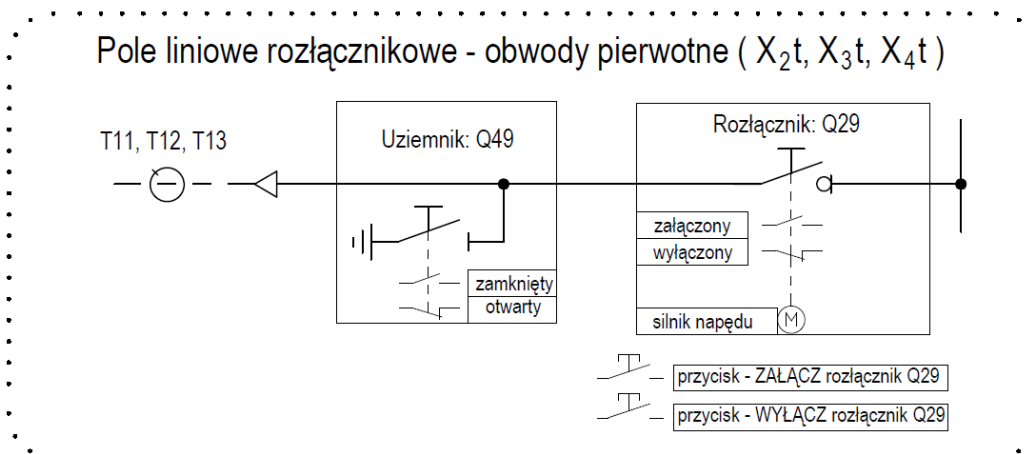 Pole liniowe rozłącznikowe - obwody pierwotne ( X₂t, X₃t, X₄t )
T11, T12, T13
Uziemnik: Q49
Rozłącznik: Q29
załączony
wyłączony
zamknięty
otwarty
silnik napędu
M
przycisk - ZAŁĄCZ rozłącznik Q29
przycisk - WYŁĄCZ rozłącznik Q29